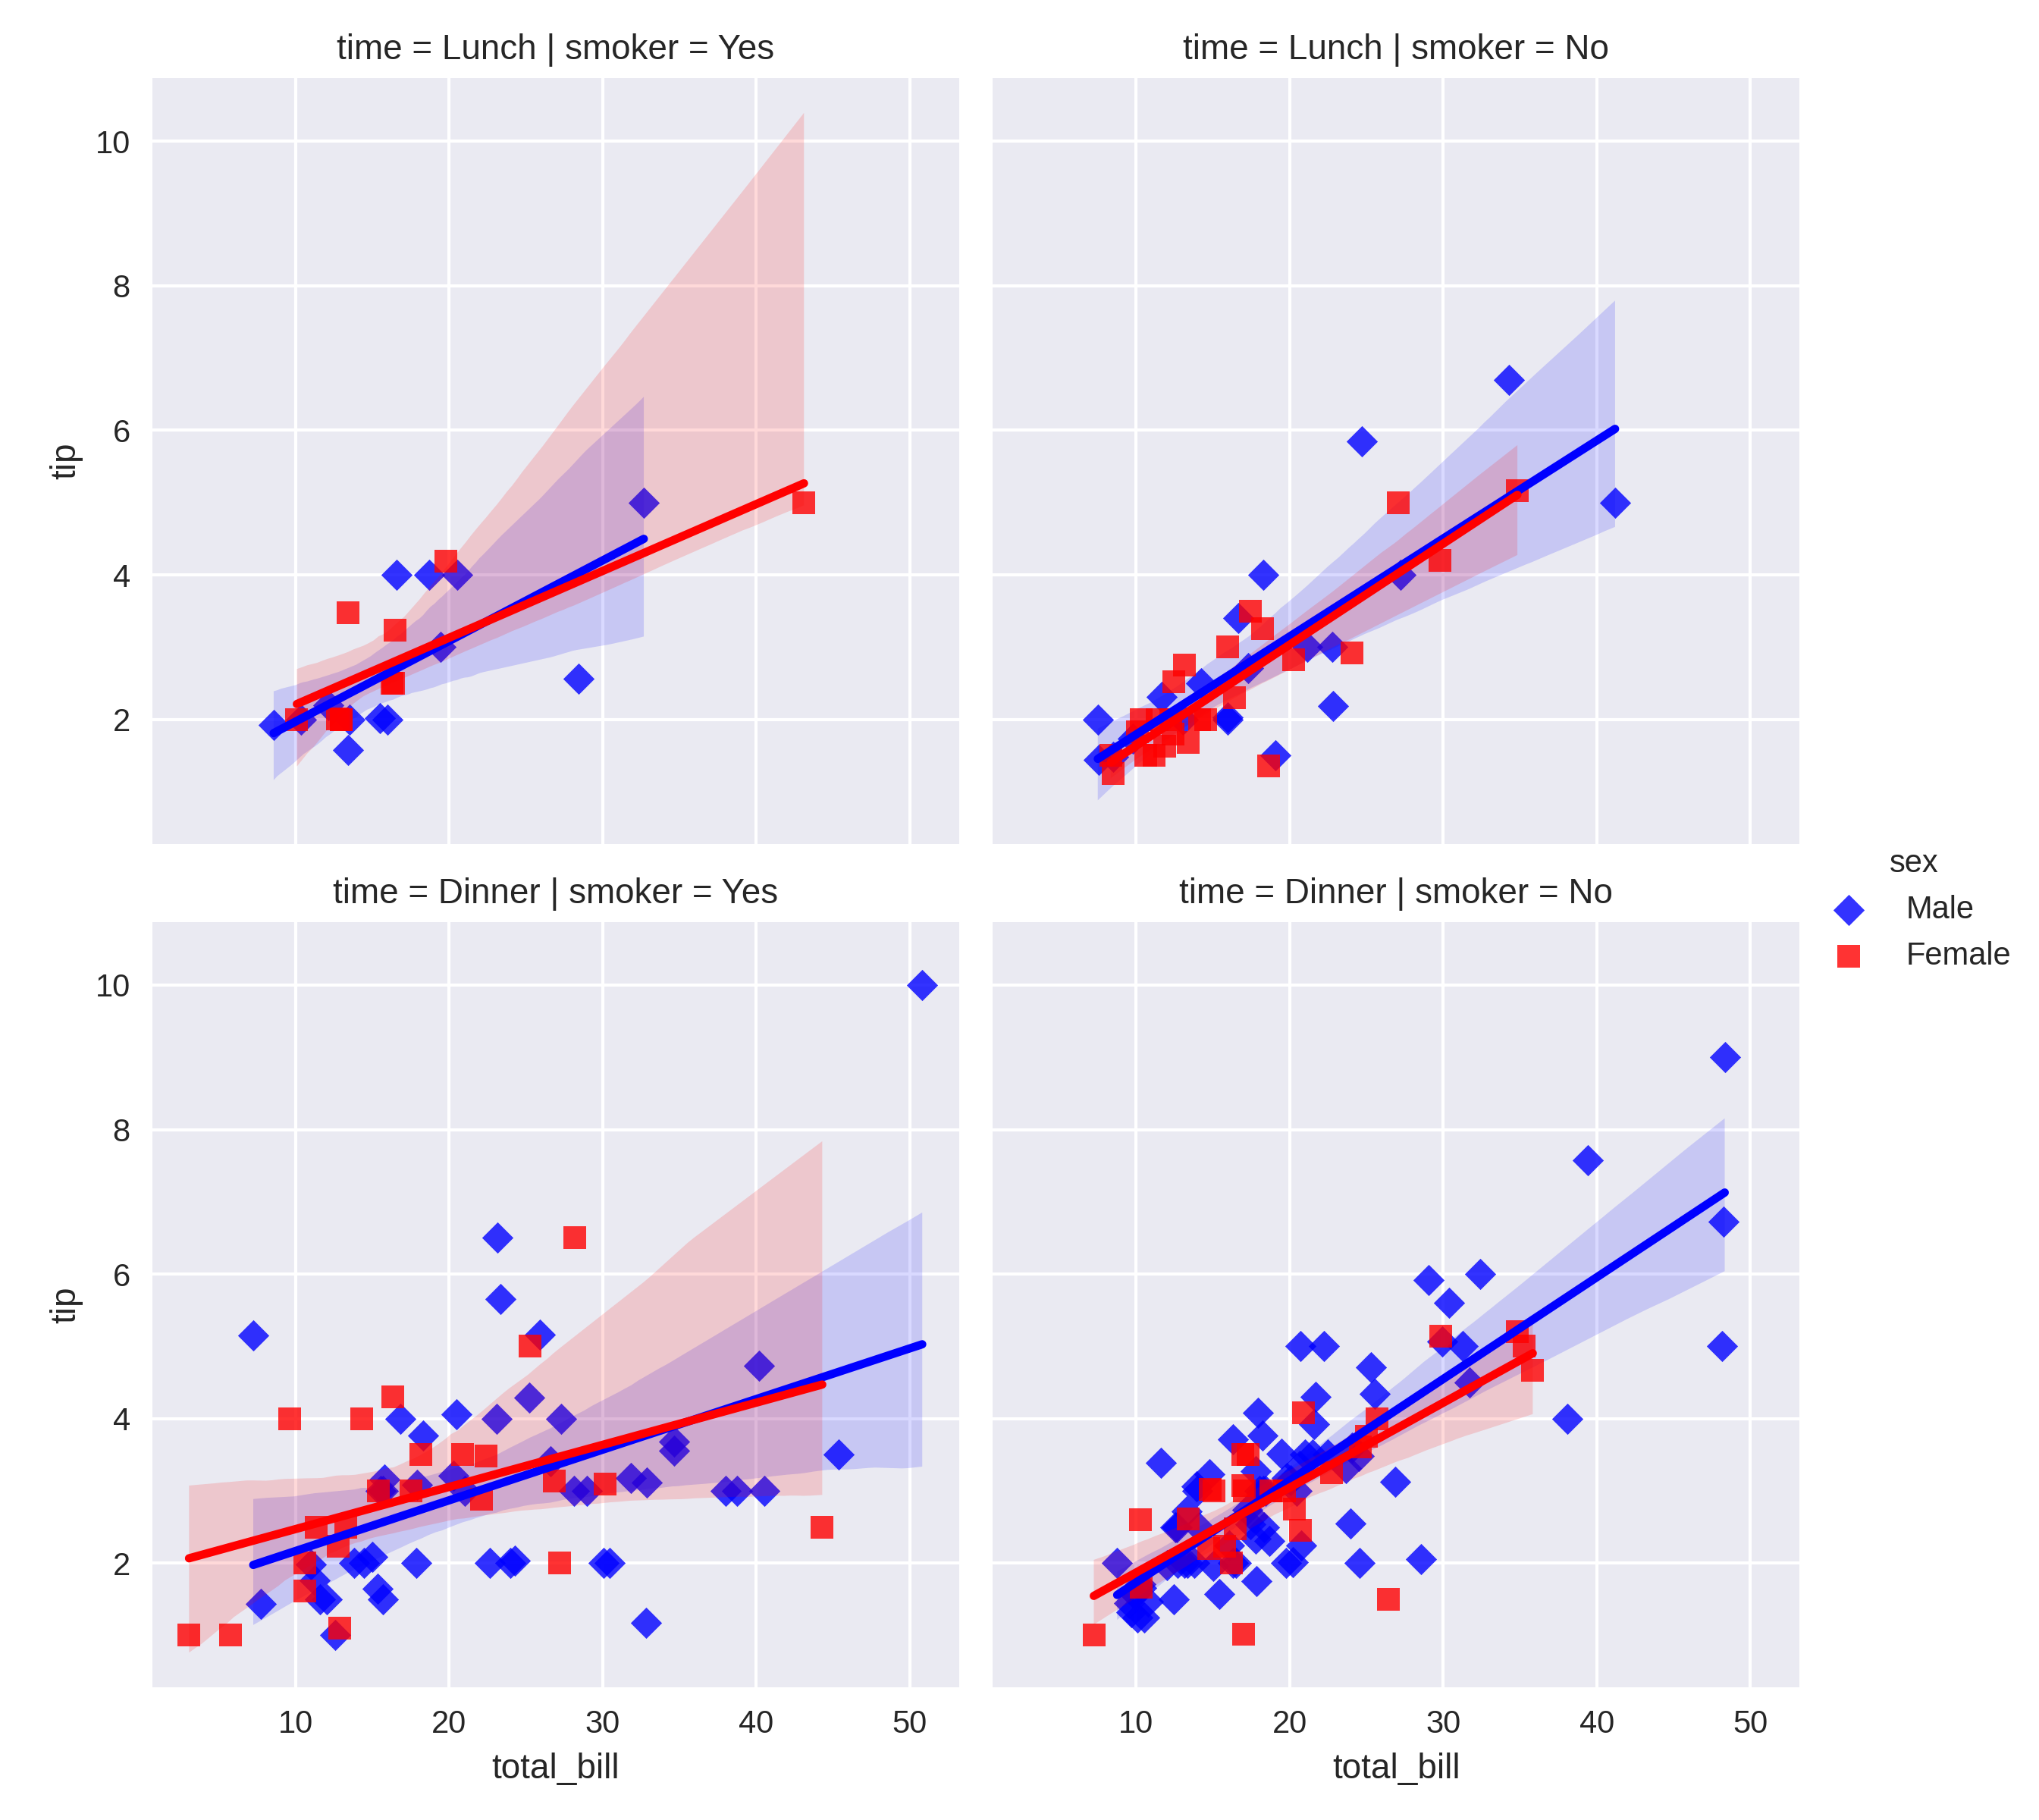 time = Lunch | smoker = Yes
time = Lunch | smoker = No
10
8
6
4
2
tip
time = Dinner | smoker = Yes
time = Dinner | smoker = No
sex
Male
Female
10
8
6
4
2
tip
10 20 30 40 50
10 20 30 40 50
total_bill
total_bill